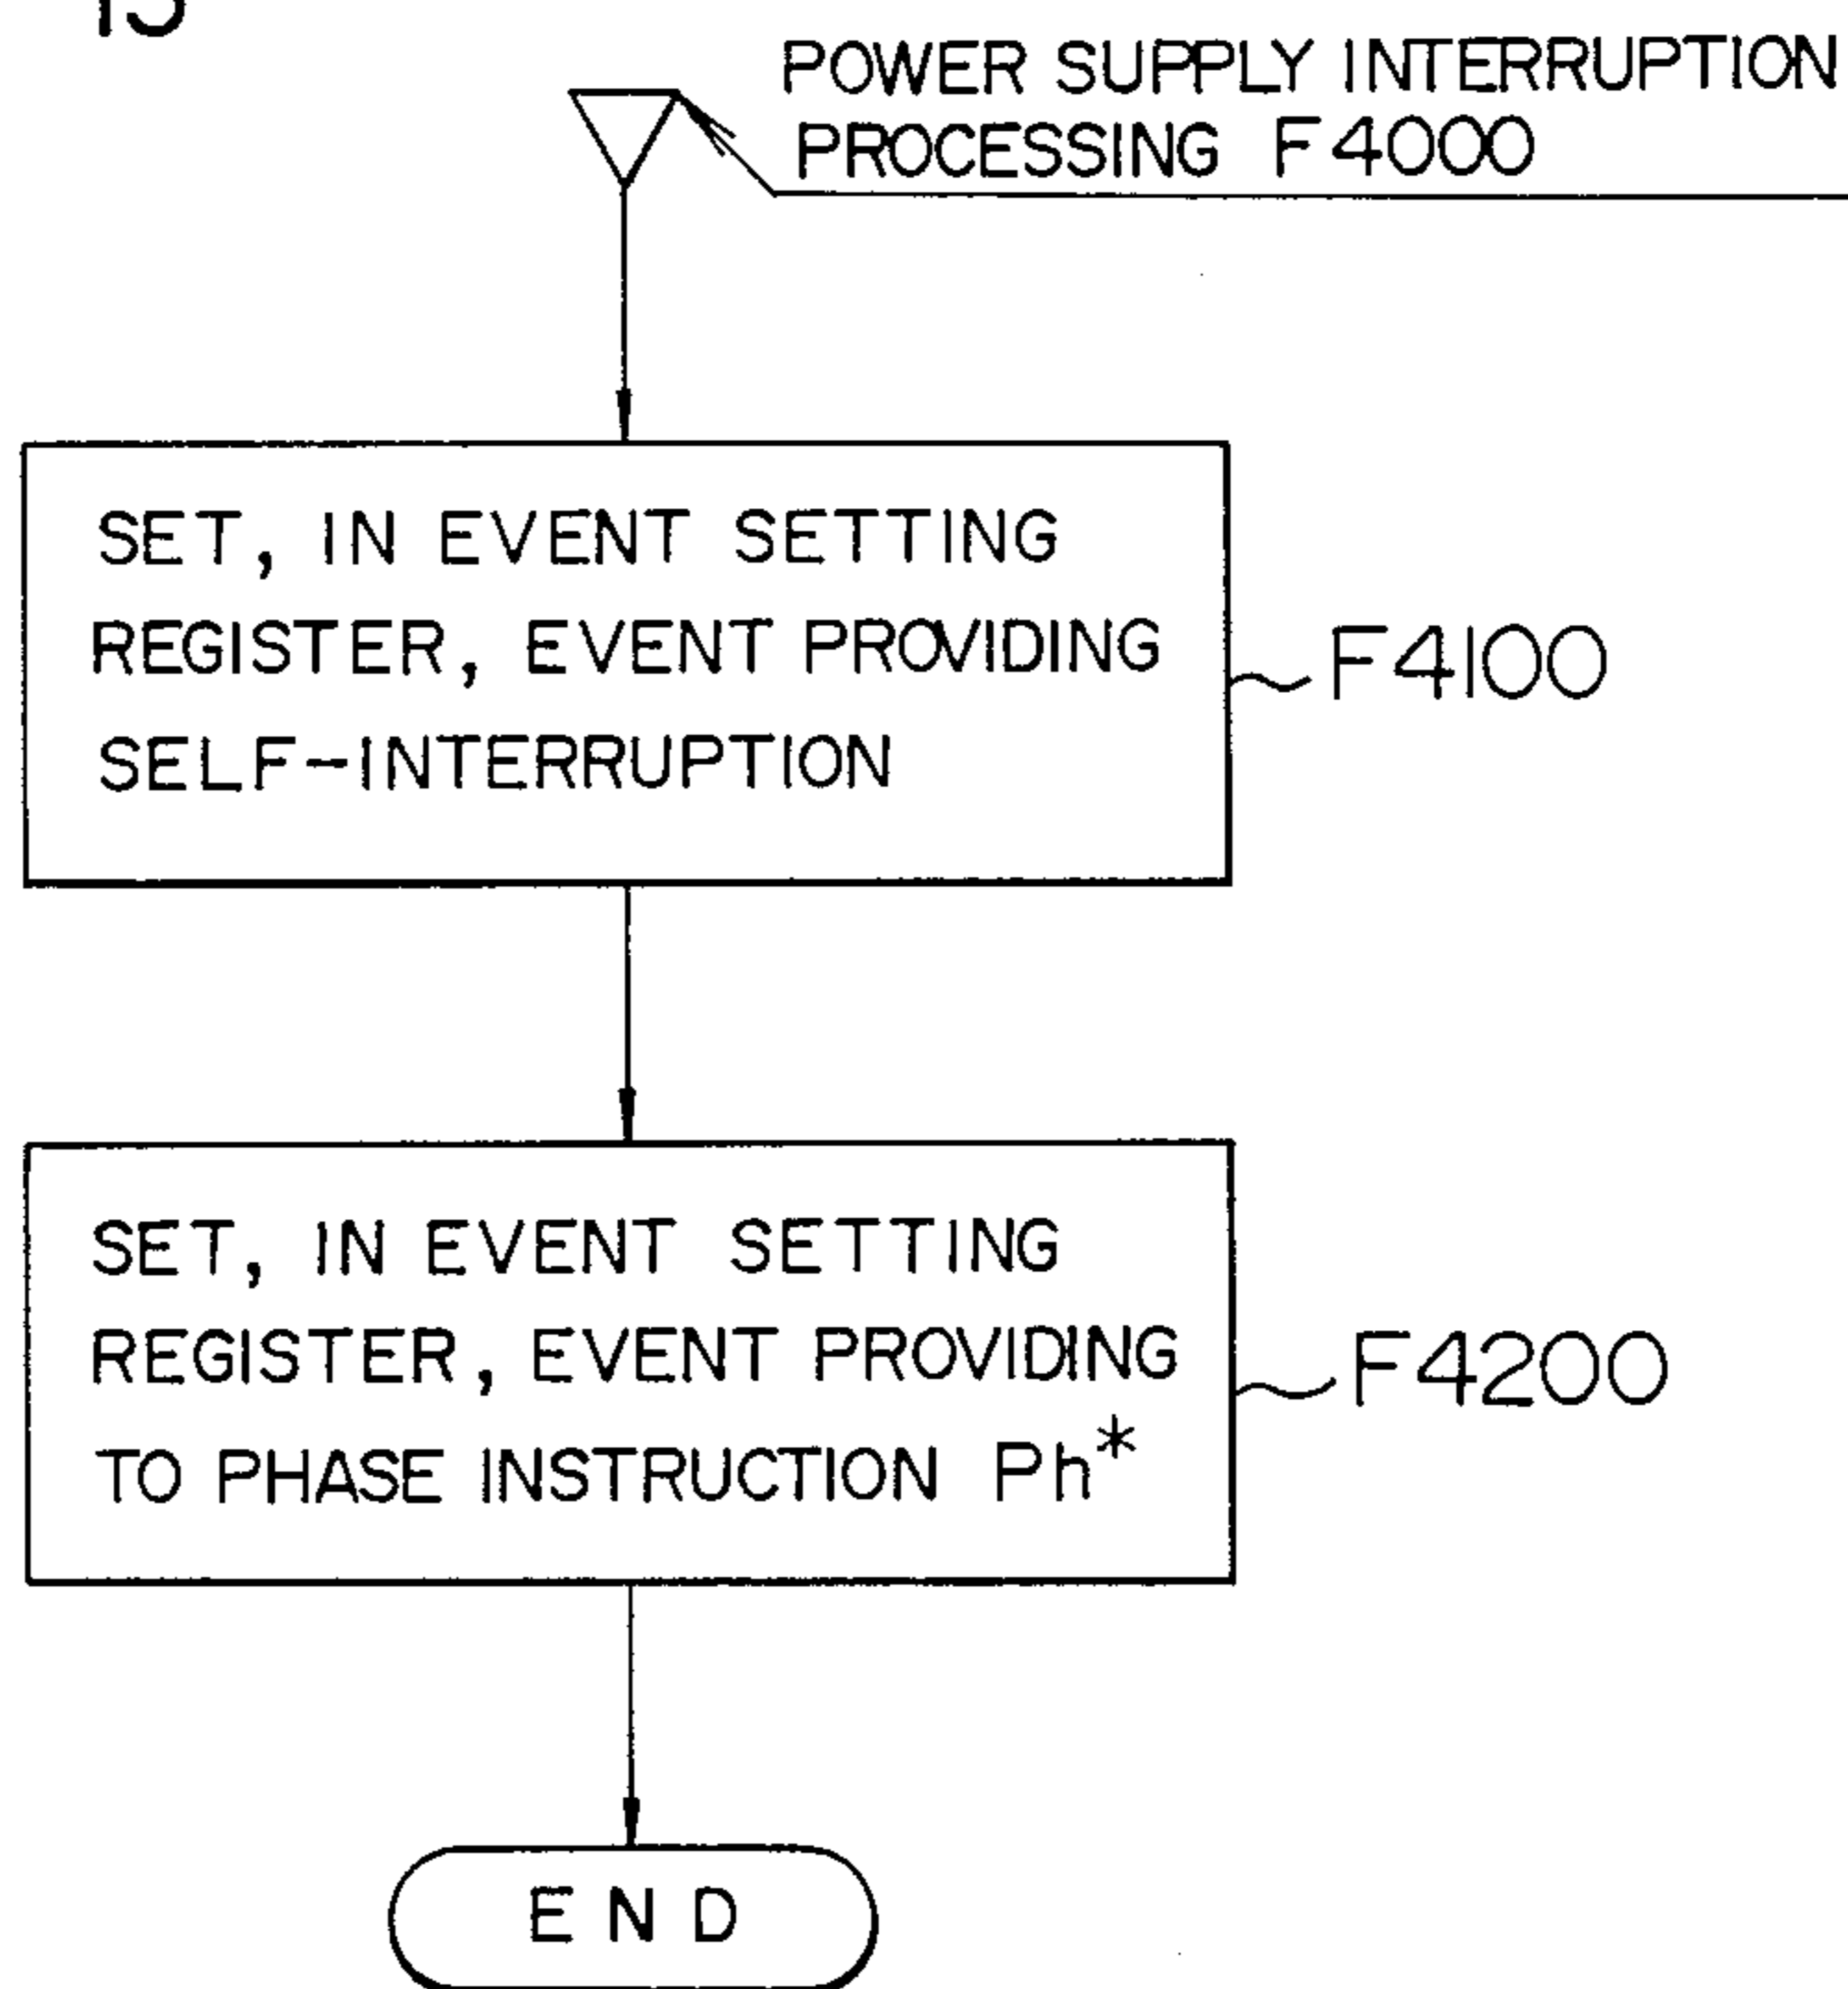 POWER SUPPLY INTERRUPTION
PROCESSING F4000
SET, IN EVENT SETTING
REGISTER, EVENT PROVIDING
SELF-INTERRUPTION
F4100
SET, IN EVENT SETTING
REGISTER, EVENT PROVIDING
TO PHASE INSTRUCTION Ph*
F4200
END